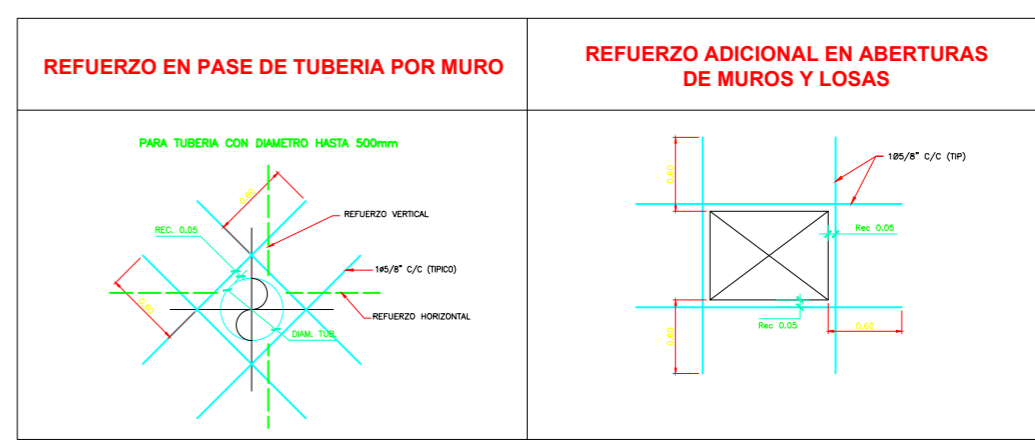 REFUERZO EN PASE DE TUBERIA POR MURO
PARA TUBERIA CON DIAMETRO HASTA 500mm
0.60
REFUERZO VERTICAL
REC. 0.05
1ø5/8" C/C (TIPICO)
0.60
REFUERZO HORIZONTAL
DIAM. TUB.
REFUERZO ADICIONAL EN ABERTURAS
DE MUROS Y LOSAS
0.60
1ø5/8" C/C (TIP)
Rec 0.05
Rec 0.05
0.60
0.60